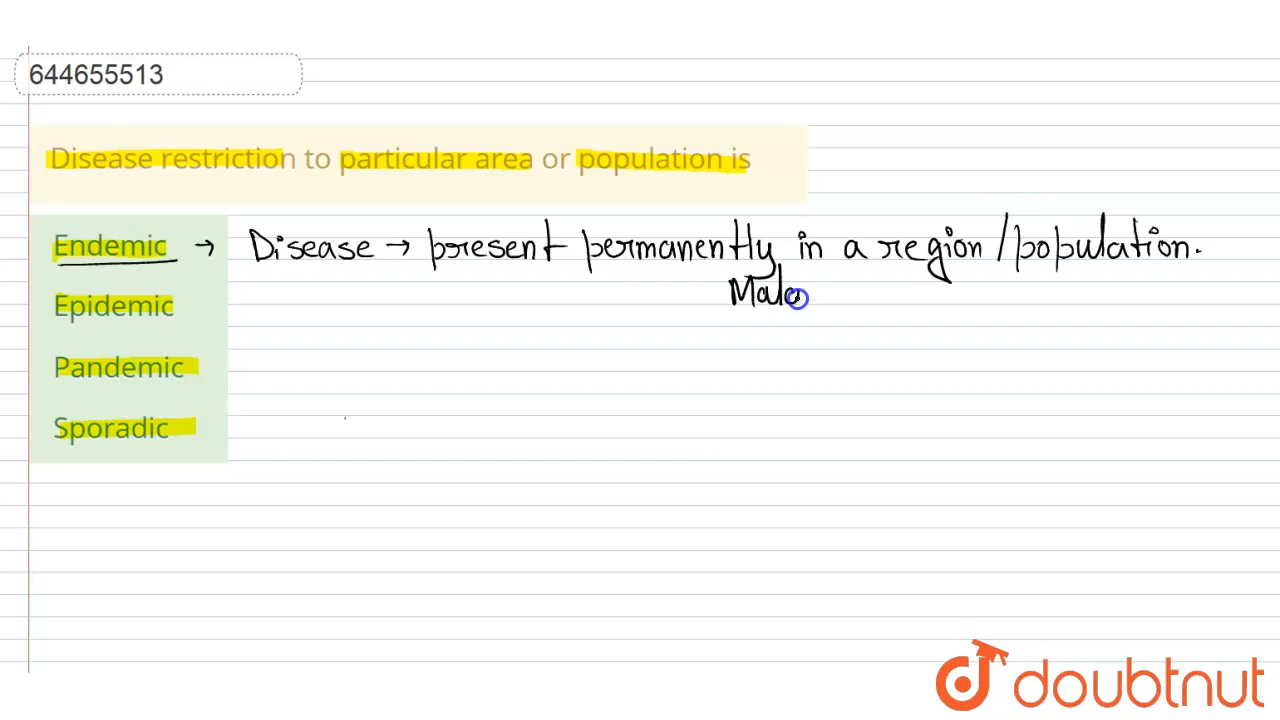 644655513
Disease restriction to particular area or population is
Endemic → Disease → present permanently in a region / population.
Mala
Epidemic
Pandemic
Sporadic
doubtnut